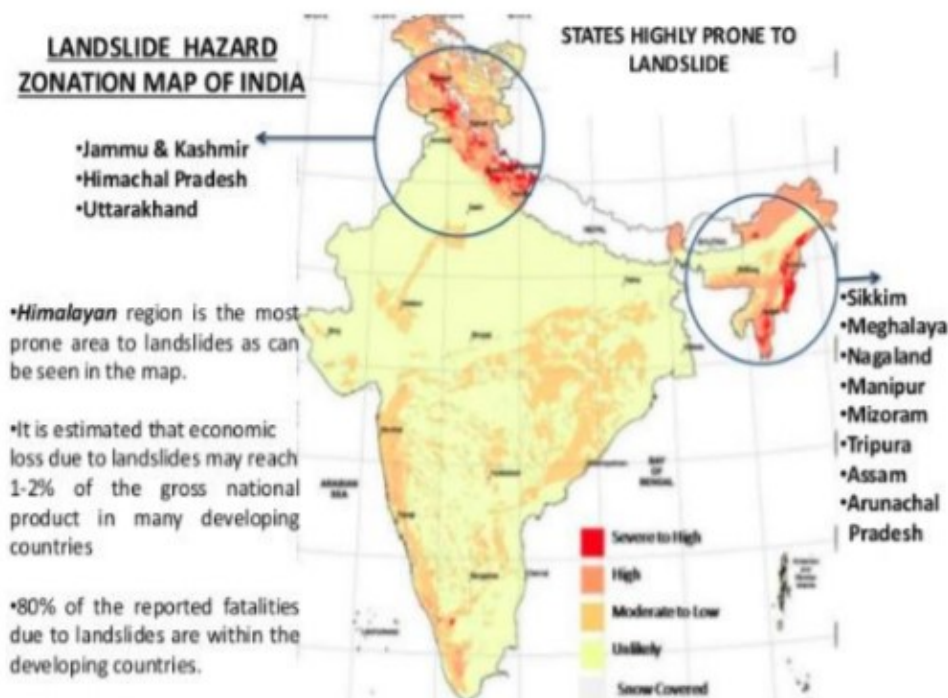 LANDSLIDE HAZARD
ZONATION MAP OF INDIA
STATES HIGHLY PRONE TO
LANDSLIDE
•Jammu & Kashmir
•Himachal Pradesh
•Uttarakhand
•Himalayan region is the most
prone area to landslides as can
be seen in the map.
•It is estimated that economic
loss due to landslides may reach
1-2% of the gross national
product in many developing
countries
•80% of the reported fatalities
due to landslides are within the
developing countries.
•Sikkim
•Meghalaya
•Nagaland
•Manipur
•Mizoram
•Tripura
•Assam
•Arunachal
Pradesh
NEPAL
ARABIAN
SEA
BAY
OF
BENGAL
Severe to High
High
Moderate to Low
Unlikely
Snow Covered